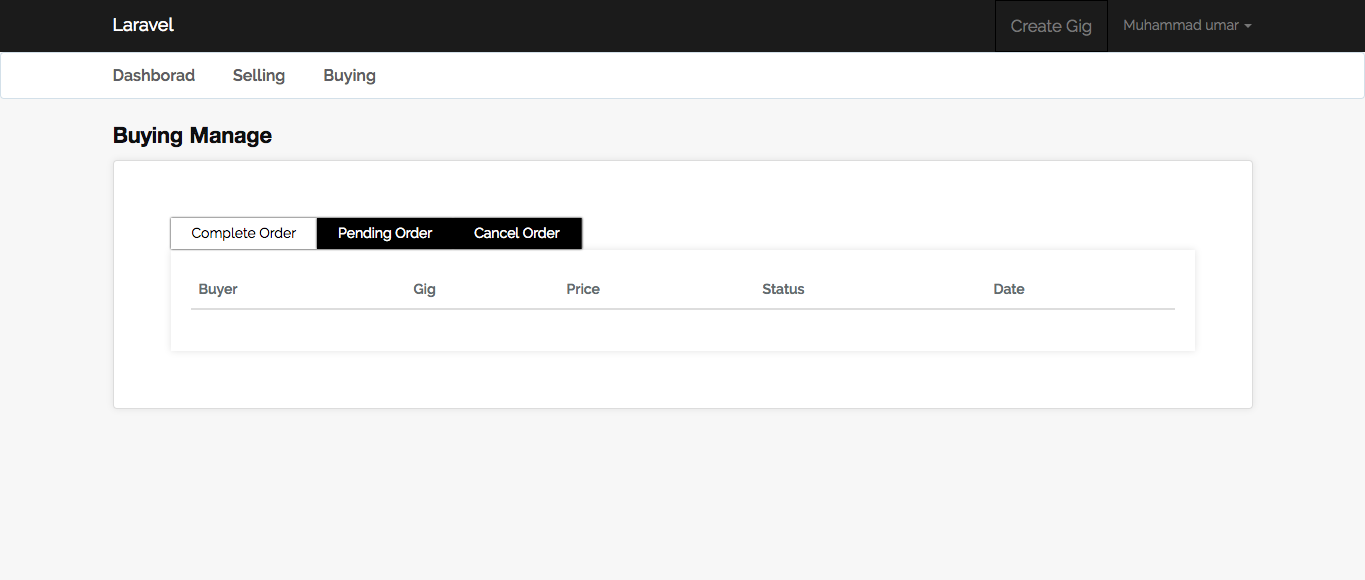 Laravel Create Gig Muhammad umar
Dashborad Selling Buying
Buying Manage
Complete Order Pending Order Cancel Order
Buyer Gig Price Status Date